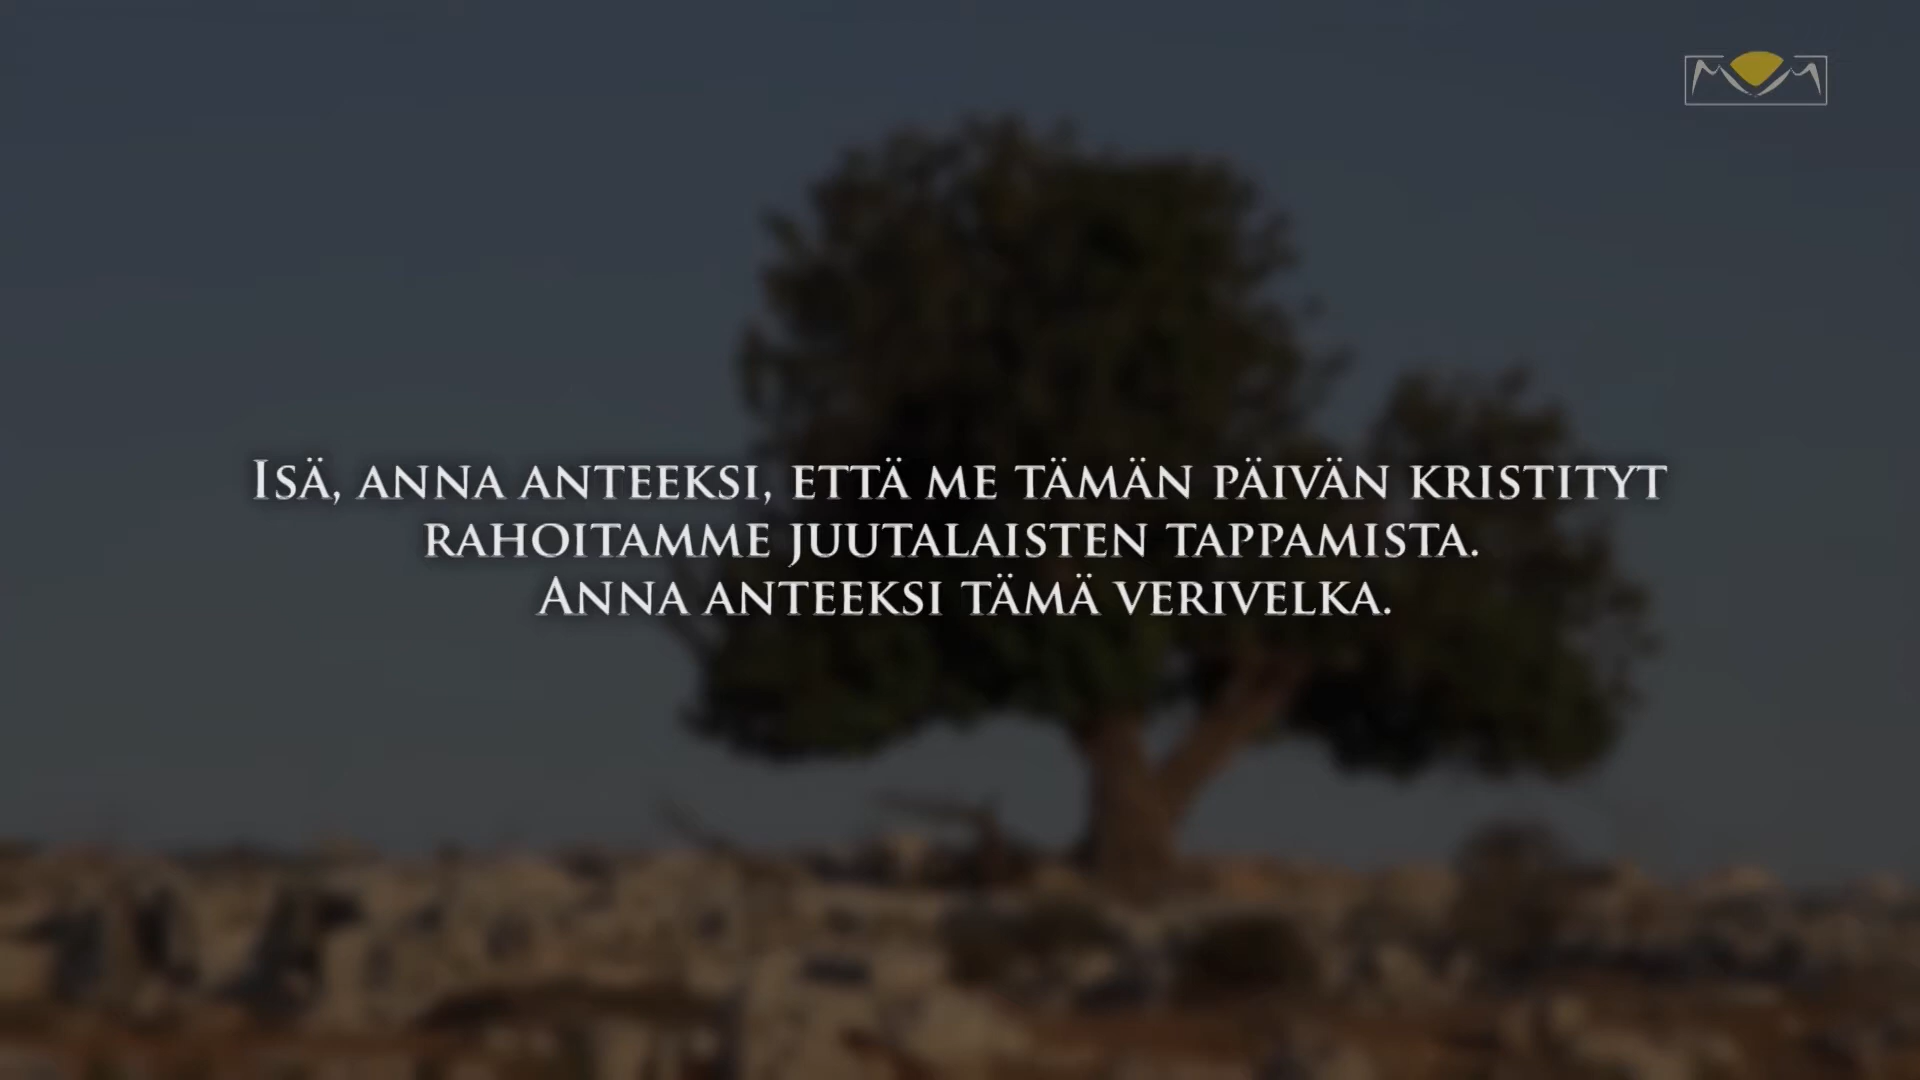 Isä, anna anteeksi, että me tämän päivän kristityt
rahoitamme juutalaisten tappamista.
Anna anteeksi tämä verivelka.